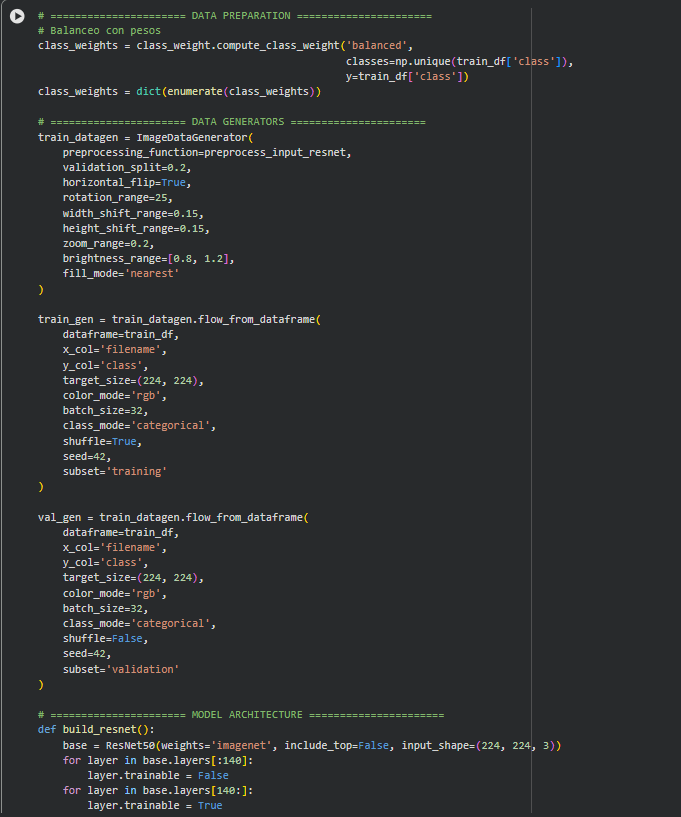 # ===================== DATA PREPARATION =====================
# Balanceo con pesos
class_weights = class_weight.compute_class_weight('balanced',
                                                 classes=np.unique(train_df['class']),
                                                 y=train_df['class'])
class_weights = dict(enumerate(class_weights))

# ===================== DATA GENERATORS =====================
train_datagen = ImageDataGenerator(
    preprocessing_function=preprocess_input_resnet,
    validation_split=0.2,
    horizontal_flip=True,
    rotation_range=25,
    width_shift_range=0.15,
    height_shift_range=0.15,
    zoom_range=0.2,
    brightness_range=[0.8, 1.2],
    fill_mode='nearest'
)

train_gen = train_datagen.flow_from_dataframe(
    dataframe=train_df,
    x_col='filename',
    y_col='class',
    target_size=(224, 224),
    color_mode='rgb',
    batch_size=32,
    class_mode='categorical',
    shuffle=True,
    seed=42,
    subset='training'
)

val_gen = train_datagen.flow_from_dataframe(
    dataframe=train_df,
    x_col='filename',
    y_col='class',
    target_size=(224, 224),
    color_mode='rgb',
    batch_size=32,
    class_mode='categorical',
    shuffle=False,
    seed=42,
    subset='validation'
)

# ===================== MODEL ARCHITECTURE =====================
def build_resnet():
    base = ResNet50(weights='imagenet', include_top=False, input_shape=(224, 224, 3))
    for layer in base.layers[:140]:
        layer.trainable = False
    for layer in base.layers[140:]:
        layer.trainable = True